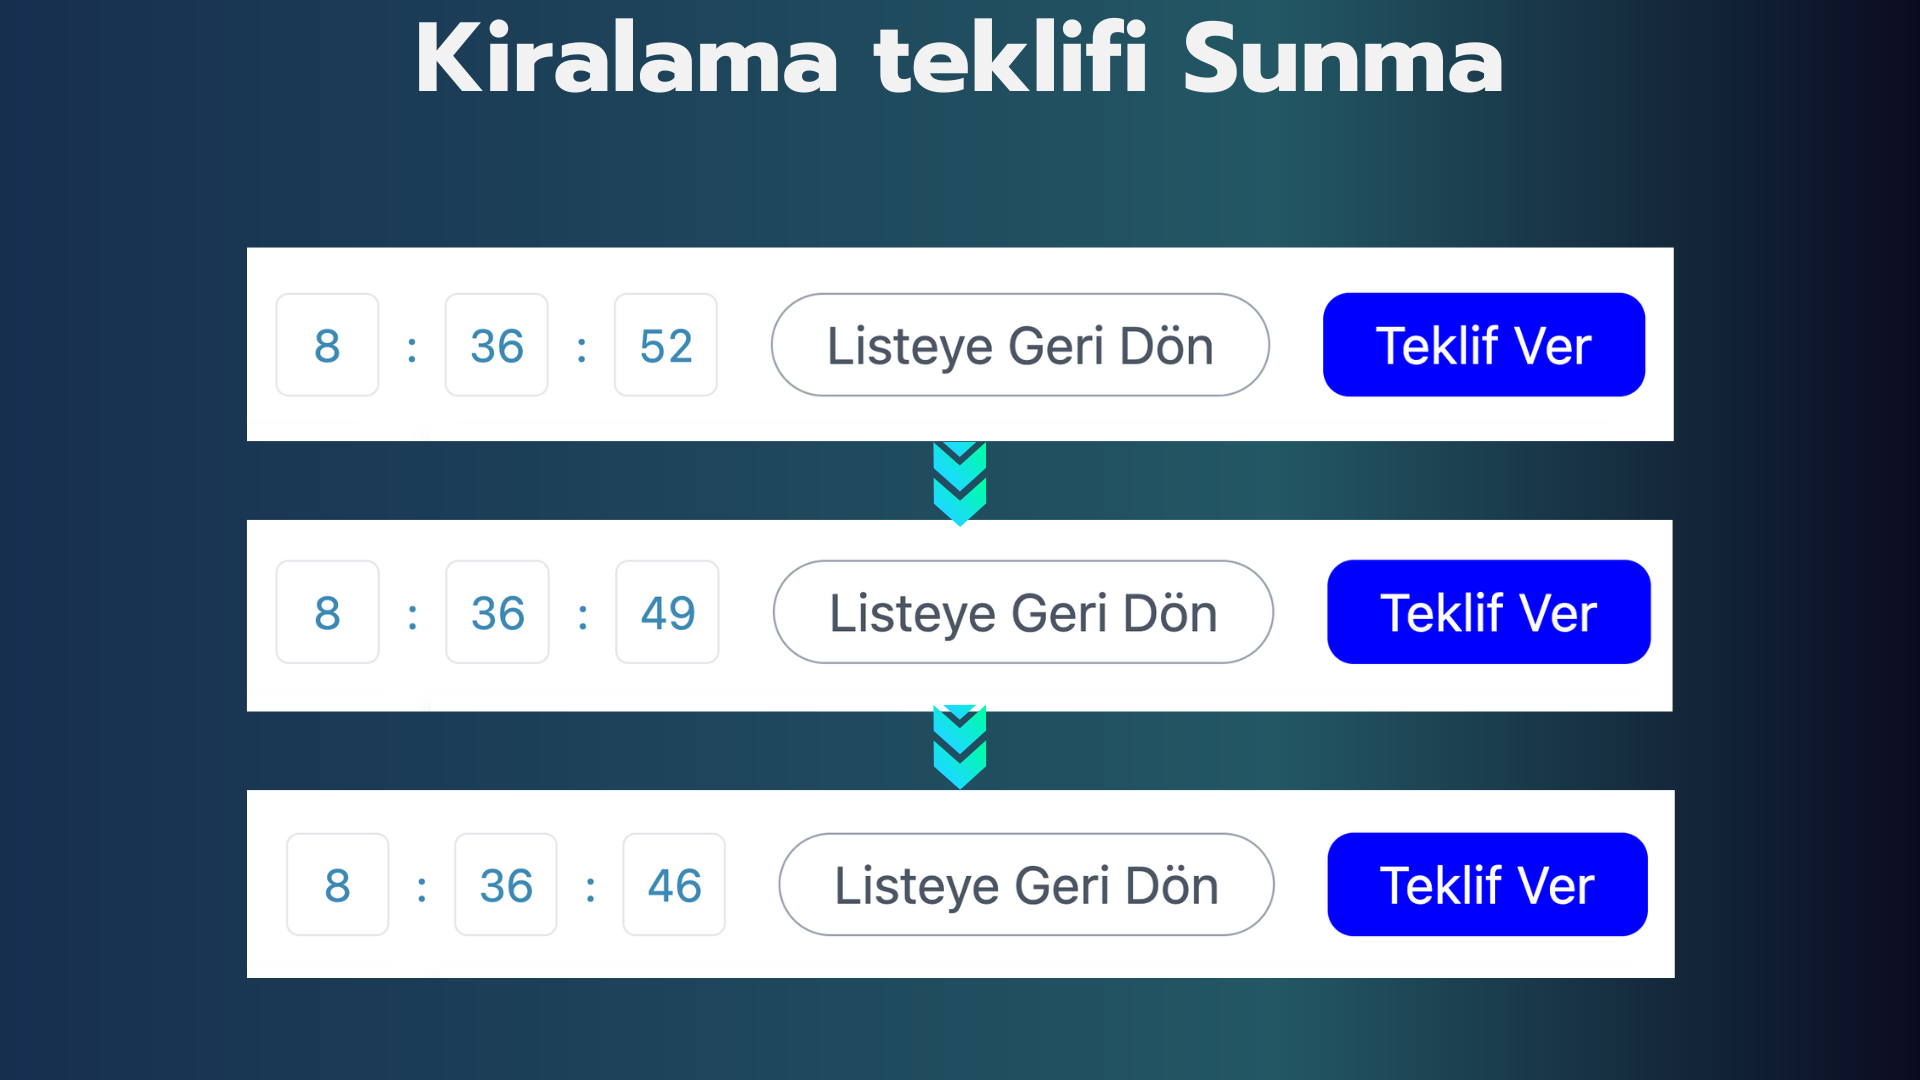 Kiralama teklifi Sunma
8 : 36 : 52 Listeye Geri Dön Teklif Ver
8 : 36 : 49 Listeye Geri Dön Teklif Ver
8 : 36 : 46 Listeye Geri Dön Teklif Ver